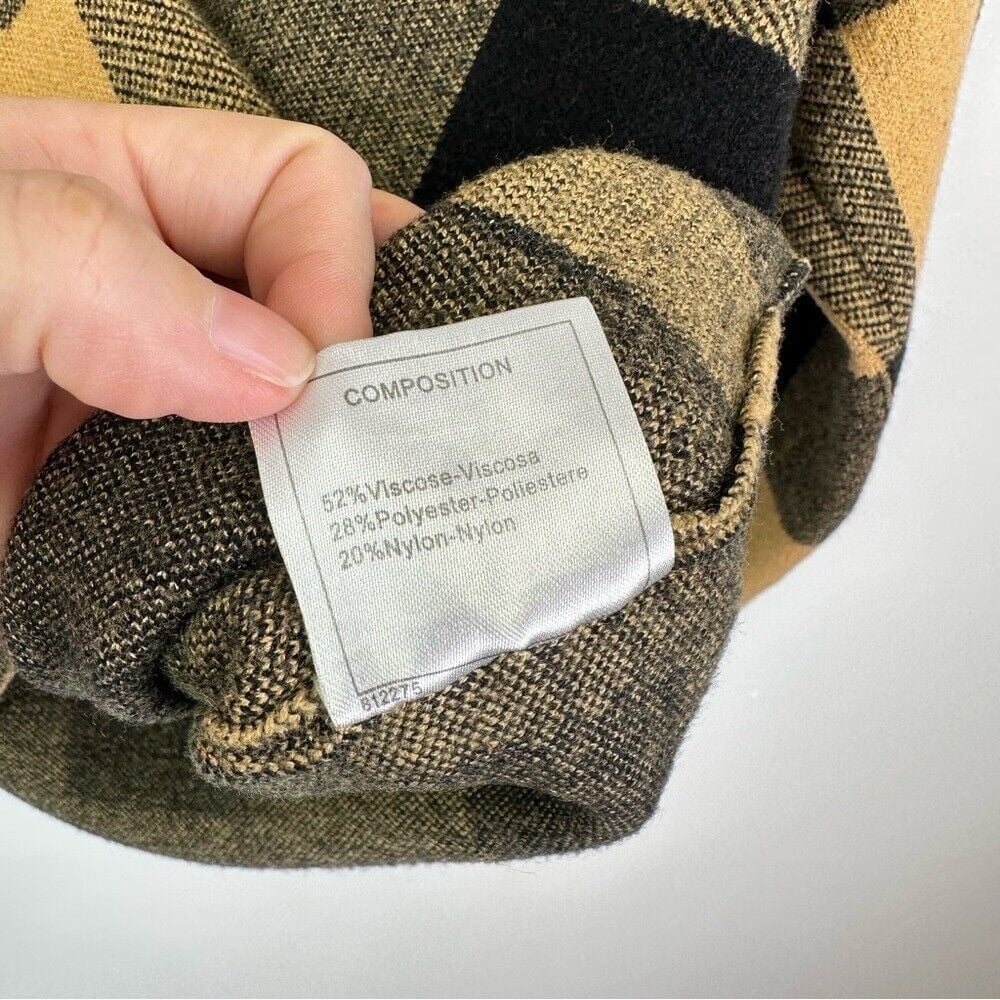 COMPOSITION
52%Viscose-Viscosa
28%Polyester-Poliestere
20%Nylon-Nylon
812275